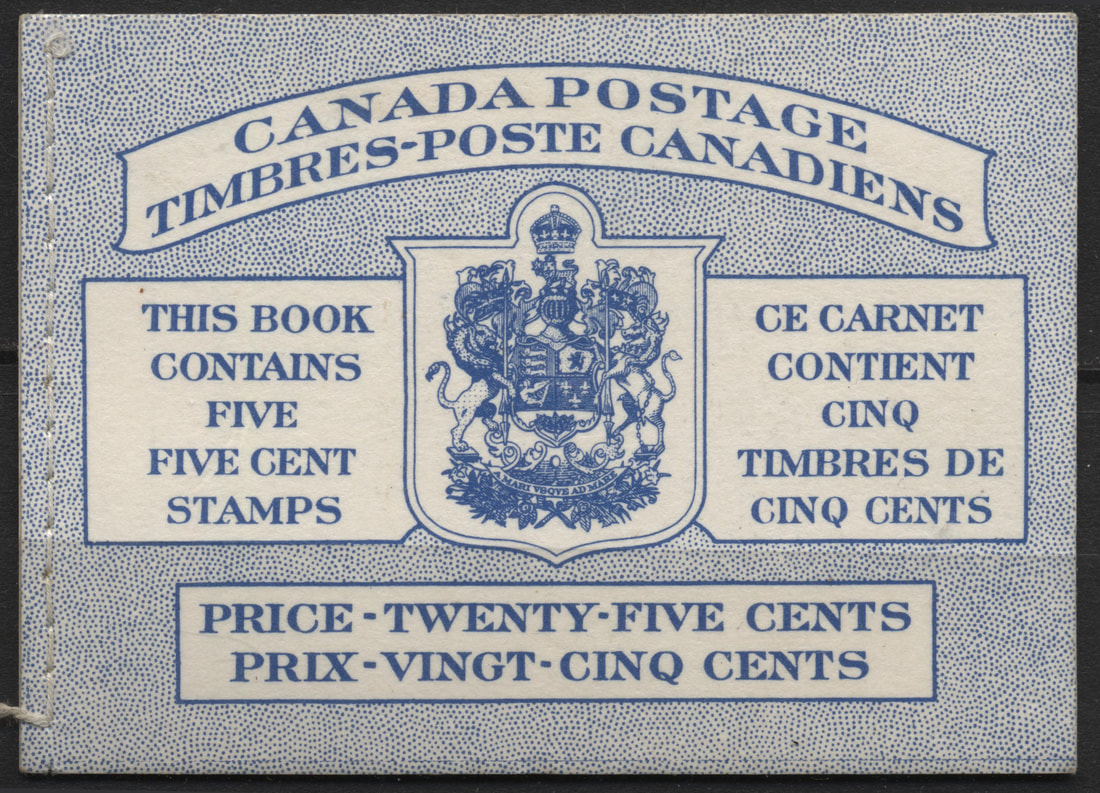 CANADA POSTAGE
TIMBRES-POSTE CANADIENS
THIS BOOK
CONTAINS
FIVE
FIVE CENT
STAMPS
CE CARNET
CONTIENT
CINQ
TIMBRES DE
CINQ CENTS
A MARI VSQVE AD MARE
PRICE - TWENTY-FIVE CENTS
PRIX - VINGT - CINQ CENTS